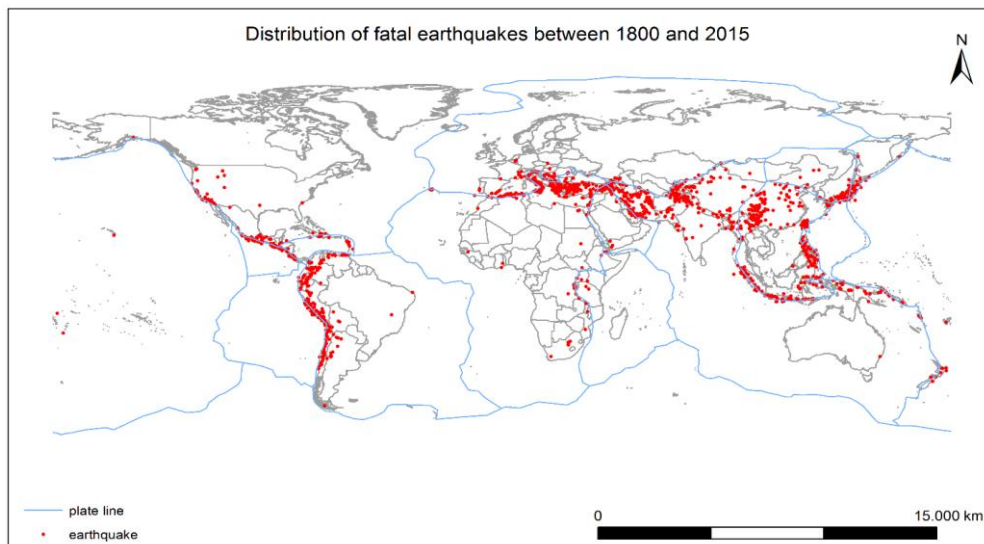 Distribution of fatal earthquakes between 1800 and 2015
N
plate line
earthquake
0
15.000 km